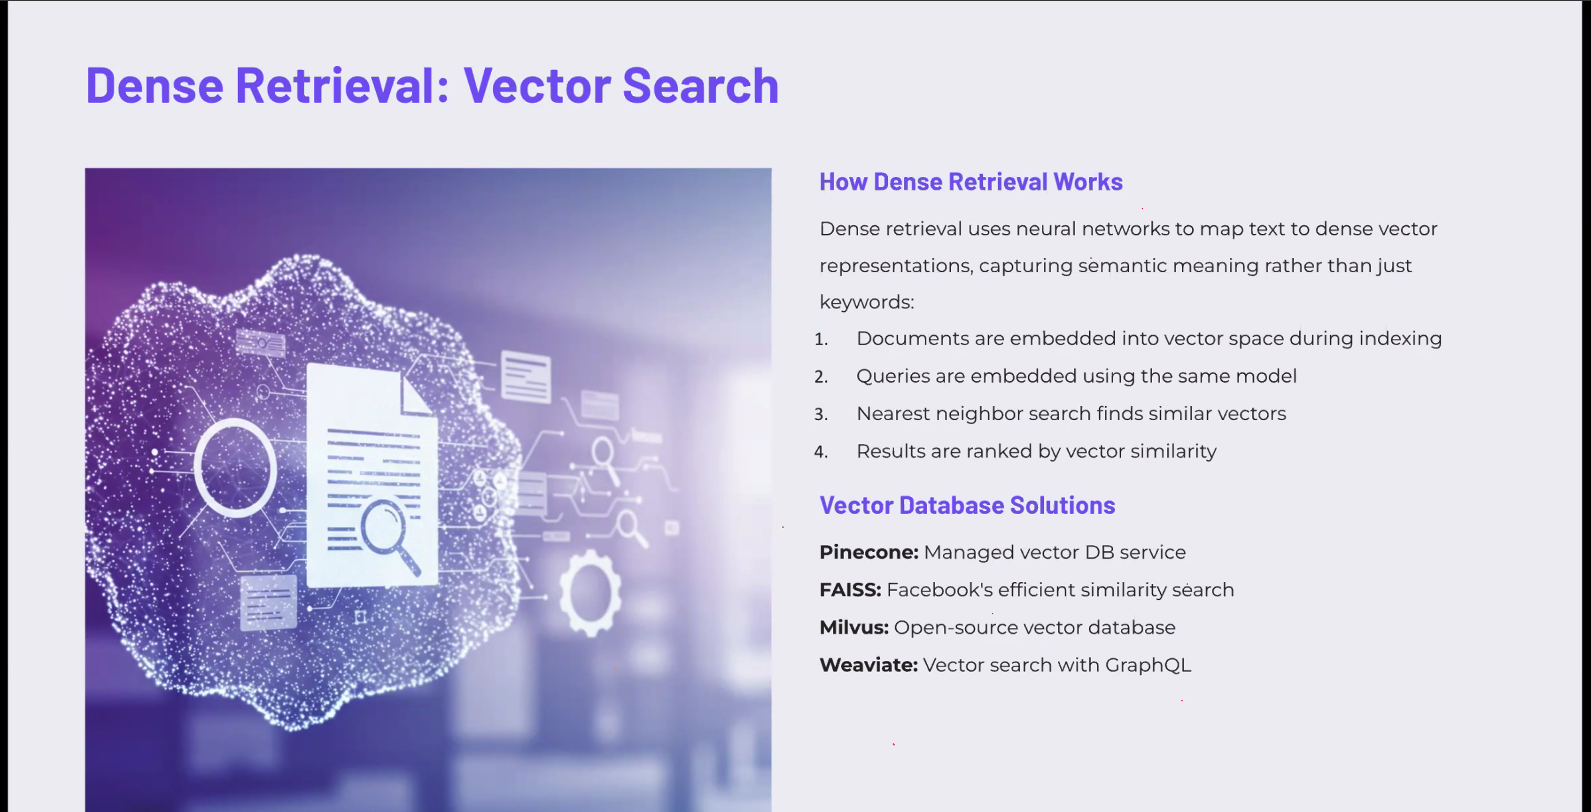 Dense Retrieval: Vector Search
How Dense Retrieval Works
Dense retrieval uses neural networks to map text to dense vector
representations, capturing semantic meaning rather than just
keywords:
1. Documents are embedded into vector space during indexing
2. Queries are embedded using the same model
3. Nearest neighbor search finds similar vectors
4. Results are ranked by vector similarity
Vector Database Solutions
Pinecone: Managed vector DB service
FAISS: Facebook's efficient similarity search
Milvus: Open-source vector database
Weaviate: Vector search with GraphQL